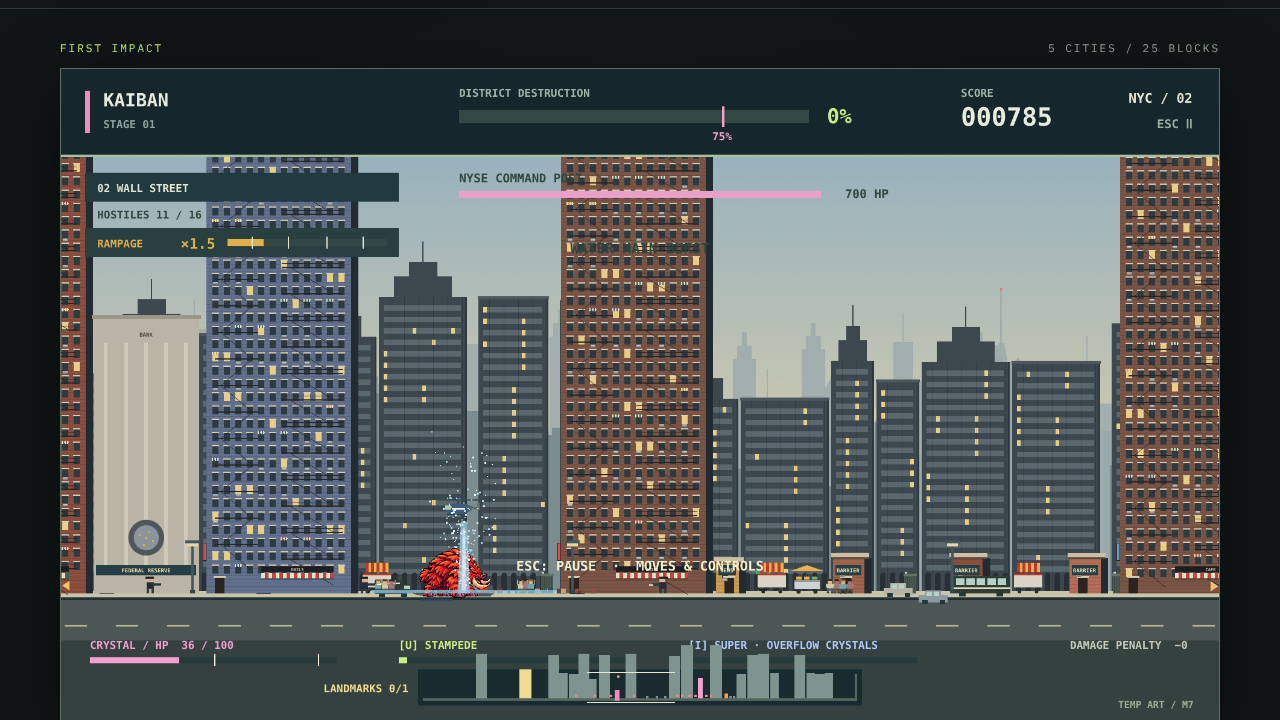 FIRST IMPACT
5 CITIES / 25 BLOCKS
KAIBAN
STAGE 01
DISTRICT DESTRUCTION
0%
75%
SCORE
000785
NYC / 02
ESC II
02 WALL STREET
HOSTILES 11 / 16
RAMPAGE ×1.5
NYSE COMMAND
700 HP
BANK
FEDERAL RESERVE
BARRIER
BARRIER
BARRIER
ESC: PAUSE · MOVES & CONTROLS
CRYSTAL / HP 36 / 100
[U] STAMPEDE
[I] SUPER · OVERFLOW CRYSTALS
DAMAGE PENALTY −0
LANDMARKS 0/1
TEMP ART / M7